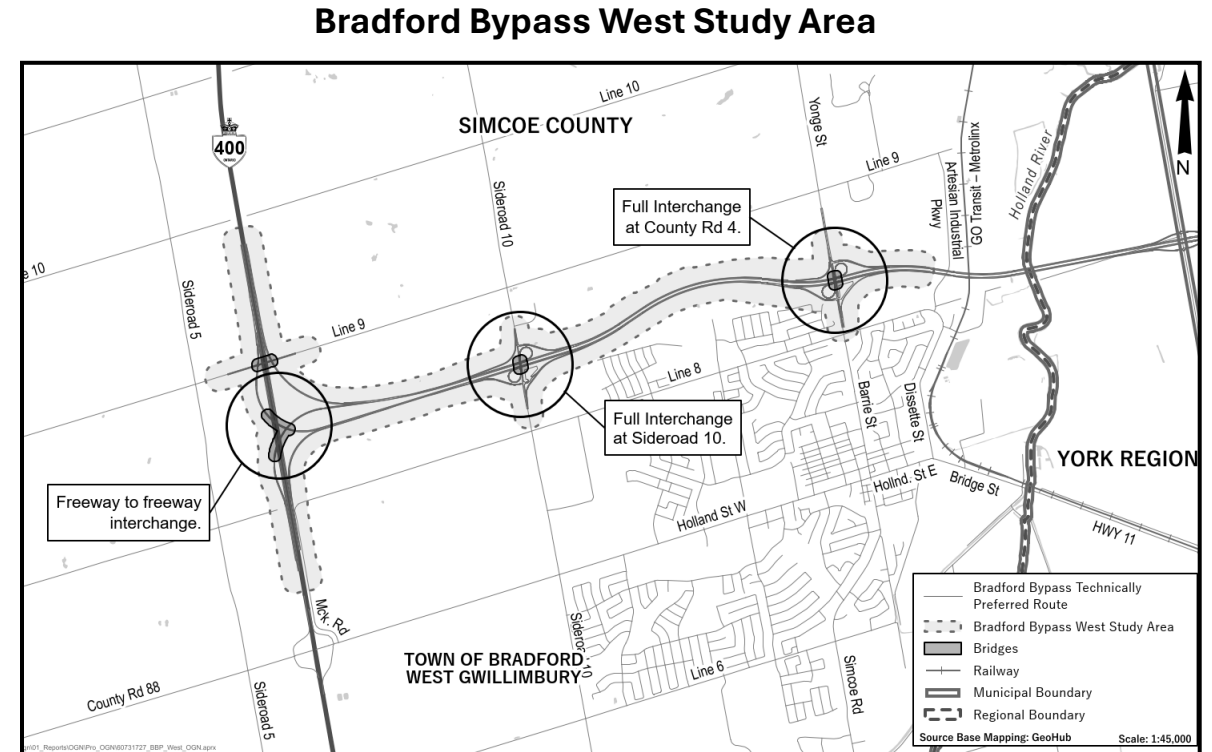 Bradford Bypass West Study Area
Line 10
SIMCOE COUNTY
400
ONTARIO
Yonge St
Line 9
Artesian Industrial
Pkwy
GO Transit – Metrolinx
Holland River
N
Sideroad 10
Full Interchange
at County Rd 4.
e 10
Sideroad 5
Line 9
Line 8
Full Interchange
at Sideroad 10.
Barrie St
Dissette St
YORK REGION
Freeway to freeway
interchange.
Holland St W
Hollnd. St E
Bridge St
HWY 11
Mck. Rd
Sideroad 10
TOWN OF BRADFORD
WEST GWILLIMBURY
Line 6
Simcoe Rd
County Rd 88
Sideroad 5
Bradford Bypass Technically
Preferred Route
Bradford Bypass West Study Area
Bridges
Railway
Municipal Boundary
Regional Boundary
Source Base Mapping: GeoHub
Scale: 1:45,000